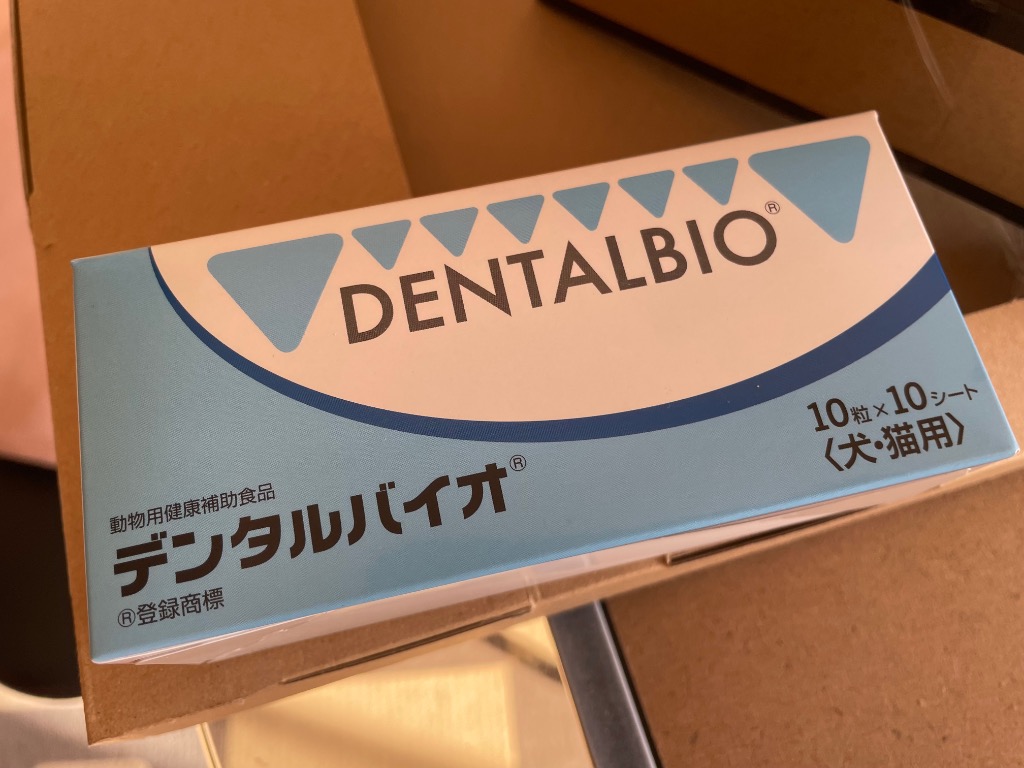 DENTALBIO®
10粒×10シート
〈犬・猫用〉
動物用健康補助食品
デンタルバイオ®
®登録商標